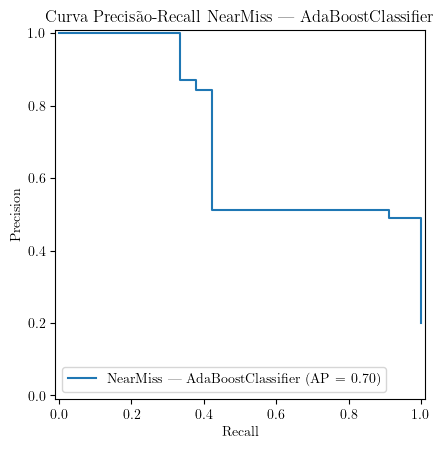 Curva Precisão-Recall NearMiss — AdaBoostClassifier
1.0
0.8
0.6
0.4
0.2
0.0
Precision
NearMiss — AdaBoostClassifier (AP = 0.70)
0.0 0.2 0.4 0.6 0.8 1.0
Recall